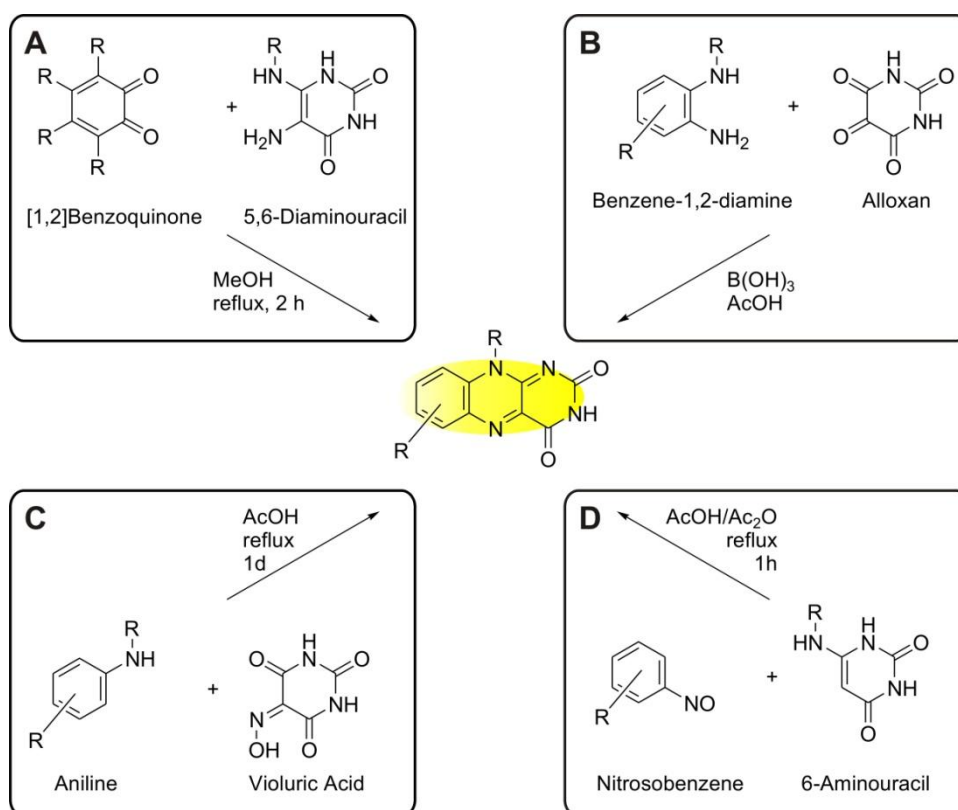 A
R
R
R
R
O
O
+
R
HN
H
N
O
NH
H₂N
O
[1,2]Benzoquinone
5,6-Diaminouracil
MeOH
reflux, 2 h
B
R
NH
NH₂
R
+
H
N
O
O
NH
O
O
Benzene-1,2-diamine
Alloxan
B(OH)₃
AcOH
R
N
N
O
NH
N
O
R
C
AcOH
reflux
1d
R
NH
R
+
H
N
O
O
NH
N
OH
O
Aniline
Violuric Acid
D
AcOH/Ac₂O
reflux
1h
R
NO
+
R
HN
H
N
O
NH
O
Nitrosobenzene
6-Aminouracil